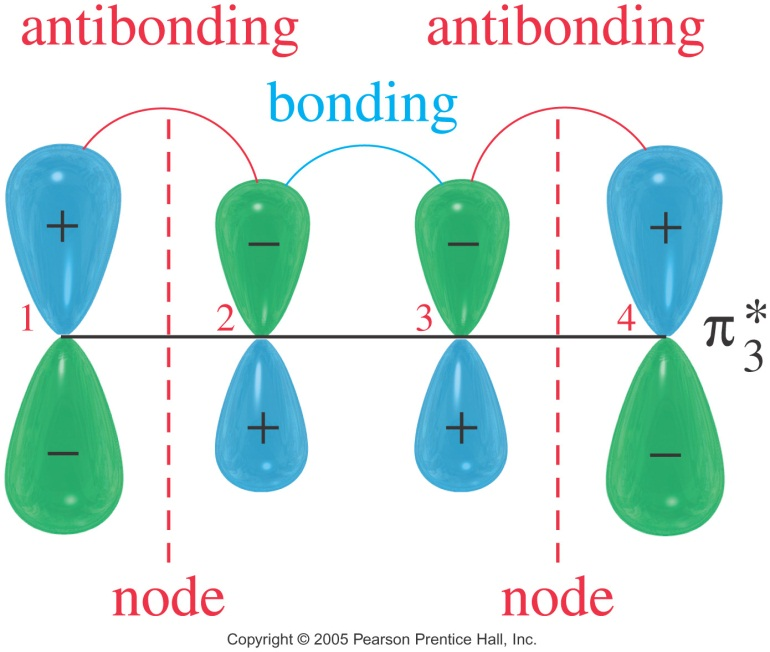 antibonding antibonding
bonding
+ − − +
1 2 3 4 π*3
− + + −
node node
Copyright © 2005 Pearson Prentice Hall, Inc.